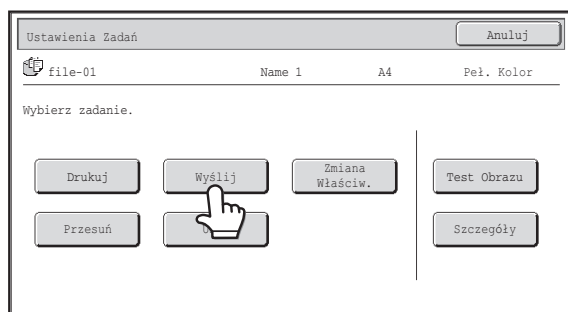 Ustawienia Zadań Anuluj
file-01 Name 1 A4 Peł. Kolor
Wybierz zadanie.
Drukuj Wyślij Zmiana Właściw. Test Obrazu
Przesuń Szczegóły